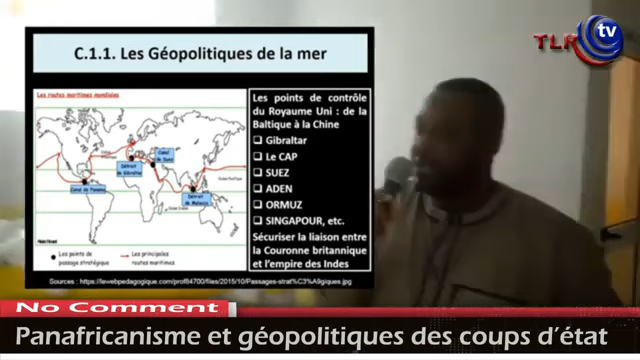 C.1.1. Les Géopolitiques de la mer
TLR tv
Les routes maritimes mondiales
Canal de Suez
Détroit de Gibraltar
Canal de Panama
Détroit de Malacca
Les points de passage stratégique
Les principales routes maritimes
Les points de contrôle
du Royaume Uni : de la
Baltique à la Chine
❑ Gibraltar
❑ Le CAP
❑ SUEZ
❑ ADEN
❑ ORMUZ
❑ SINGAPOUR, etc.
Sécuriser la liaison entre
la Couronne britannique
et l'empire des Indes
Sources : https://lewebpedagogique.com/prof84700/files/2015/10/Passages-strat%C3%A9giques.jpg
No Comment
Panafricanisme et géopolitiques des coups d'état